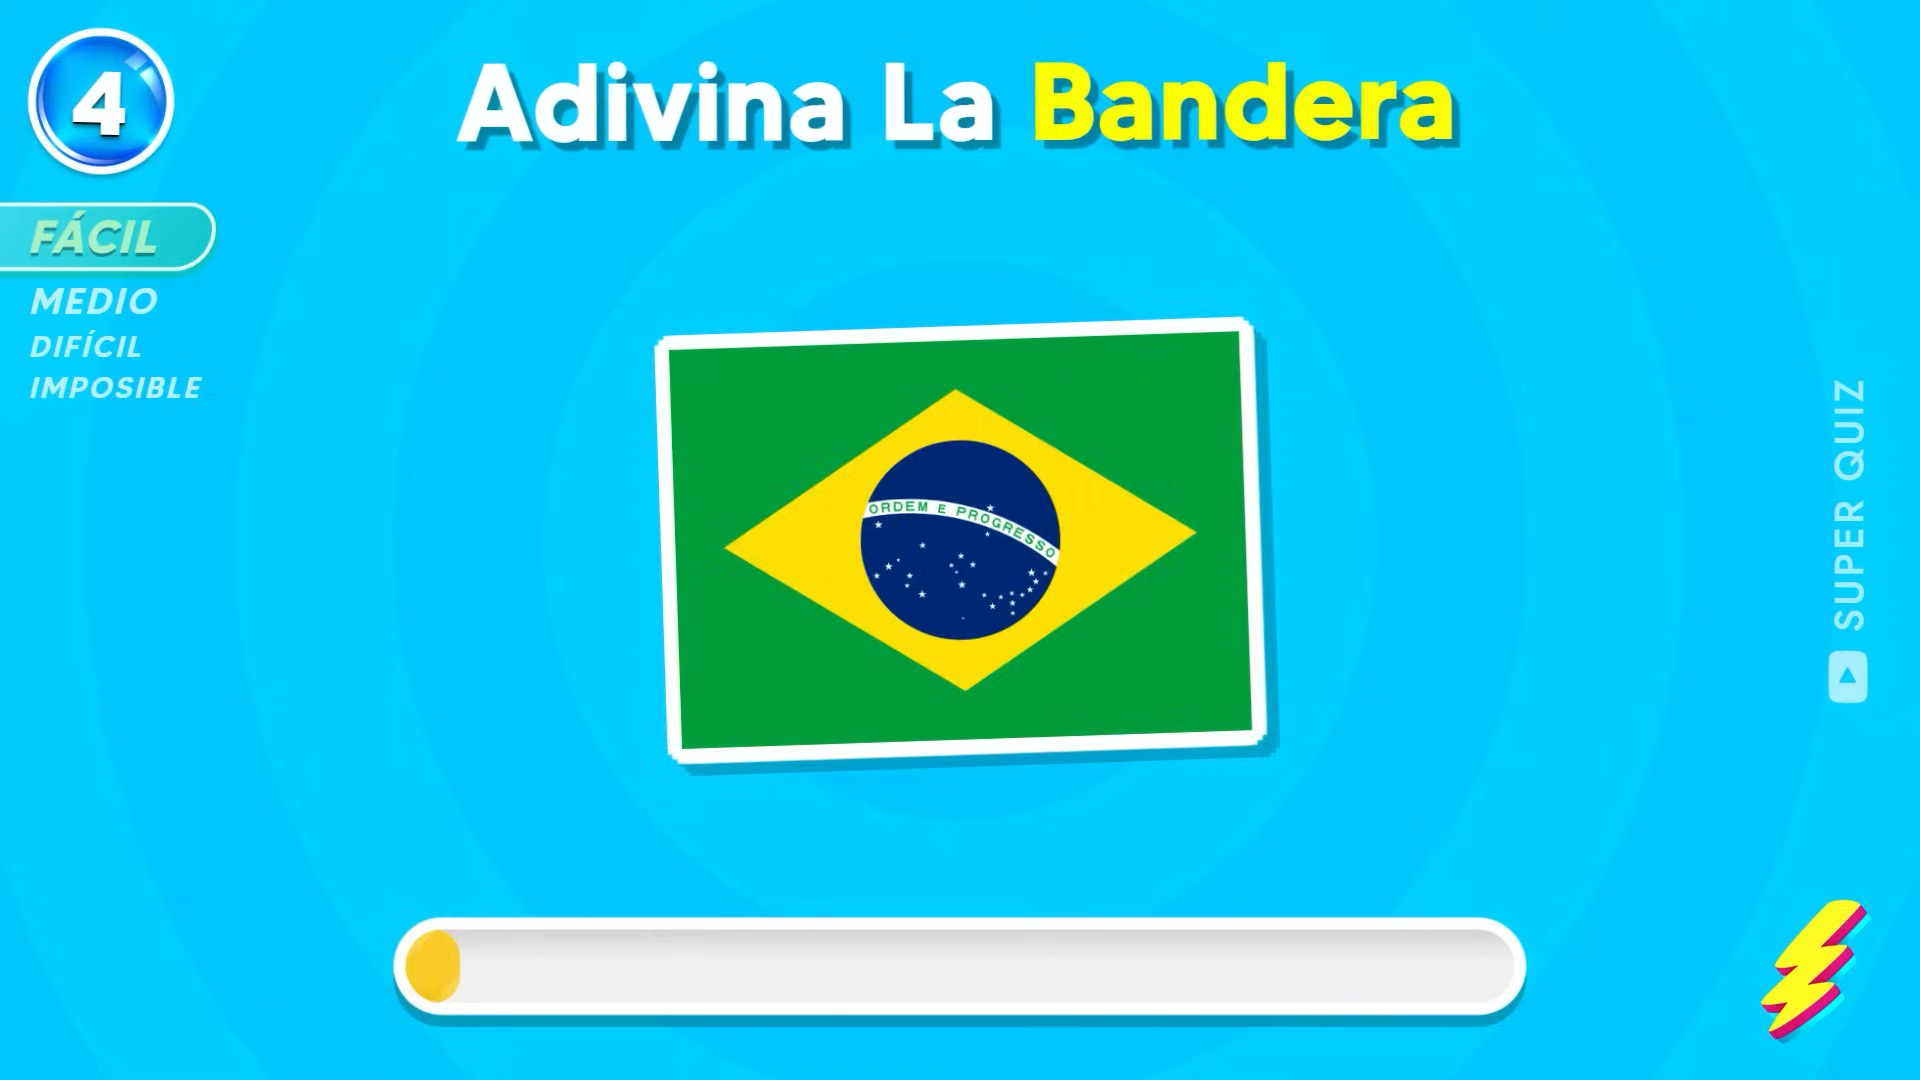 4
Adivina La Bandera
FÁCIL
MEDIO
DIFÍCIL
IMPOSIBLE
ORDEM E PROGRESSO
SUPER QUIZ